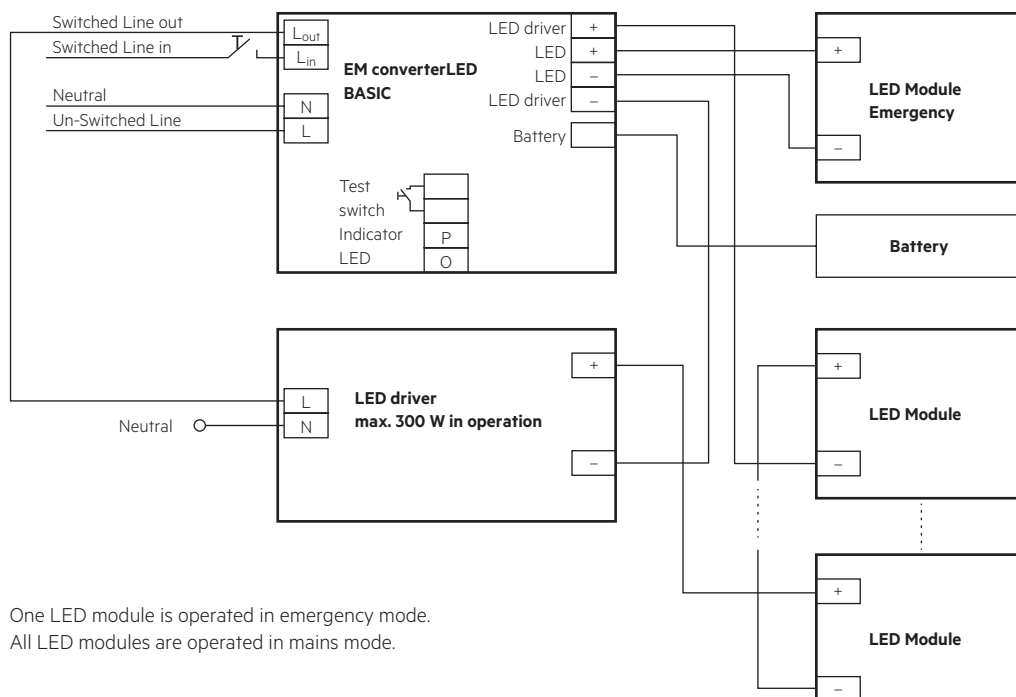 Switched Line out
Switched Line in
Neutral
Un-Switched Line
Lout
Lin
N
L
EM converterLED
BASIC
LED driver +
LED +
LED –
LED driver –
Battery
Test
switch
Indicator P
LED O
+
LED Module
Emergency
–
Battery
L
N
Neutral
LED driver
max. 300 W in operation
+
–
+
LED Module
–
+
LED Module
–
One LED module is operated in emergency mode.
All LED modules are operated in mains mode.